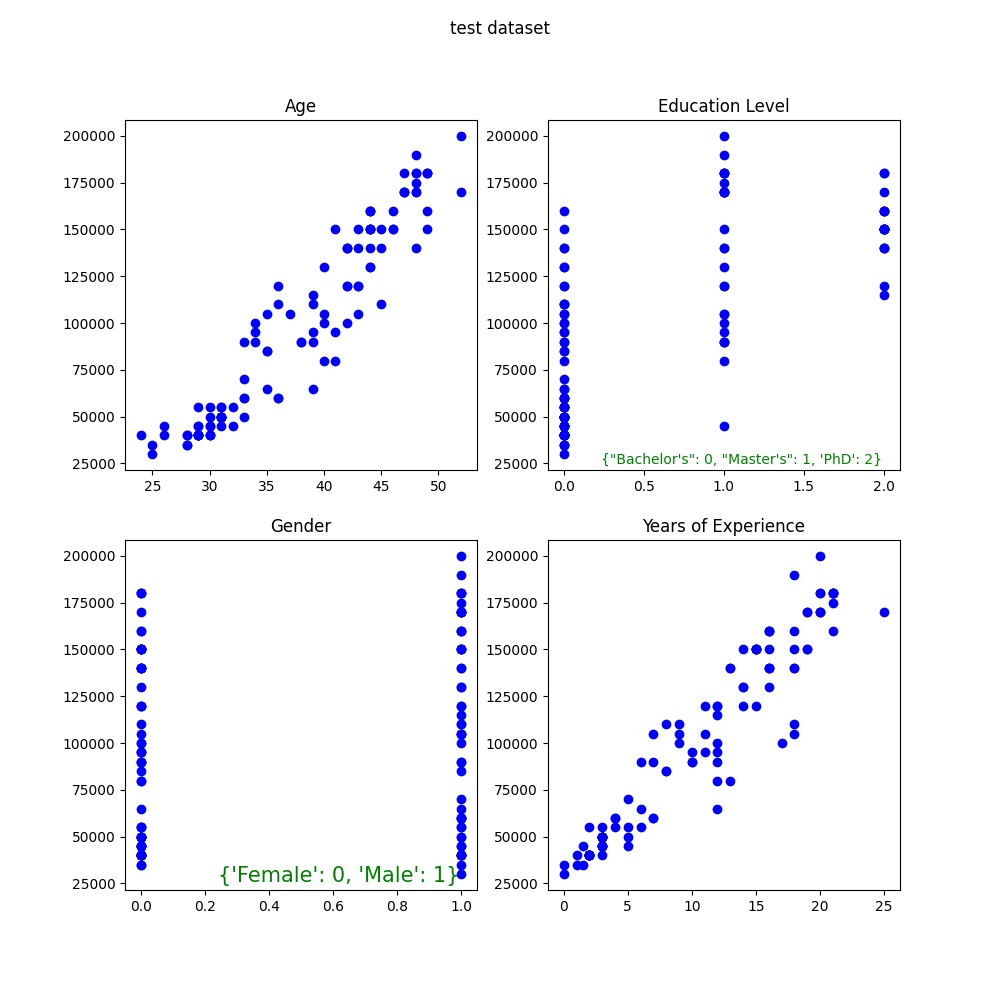 test dataset
Age
200000
175000
150000
125000
100000
75000
50000
25000
25 30 35 40 45 50
Education Level
200000
175000
150000
125000
100000
75000
50000
25000
{"Bachelor's": 0, "Master's": 1, 'PhD': 2}
0.0 0.5 1.0 1.5 2.0
Gender
200000
175000
150000
125000
100000
75000
50000
25000
{'Female': 0, 'Male': 1}
0.0 0.2 0.4 0.6 0.8 1.0
Years of Experience
200000
175000
150000
125000
100000
75000
50000
25000
0 5 10 15 20 25